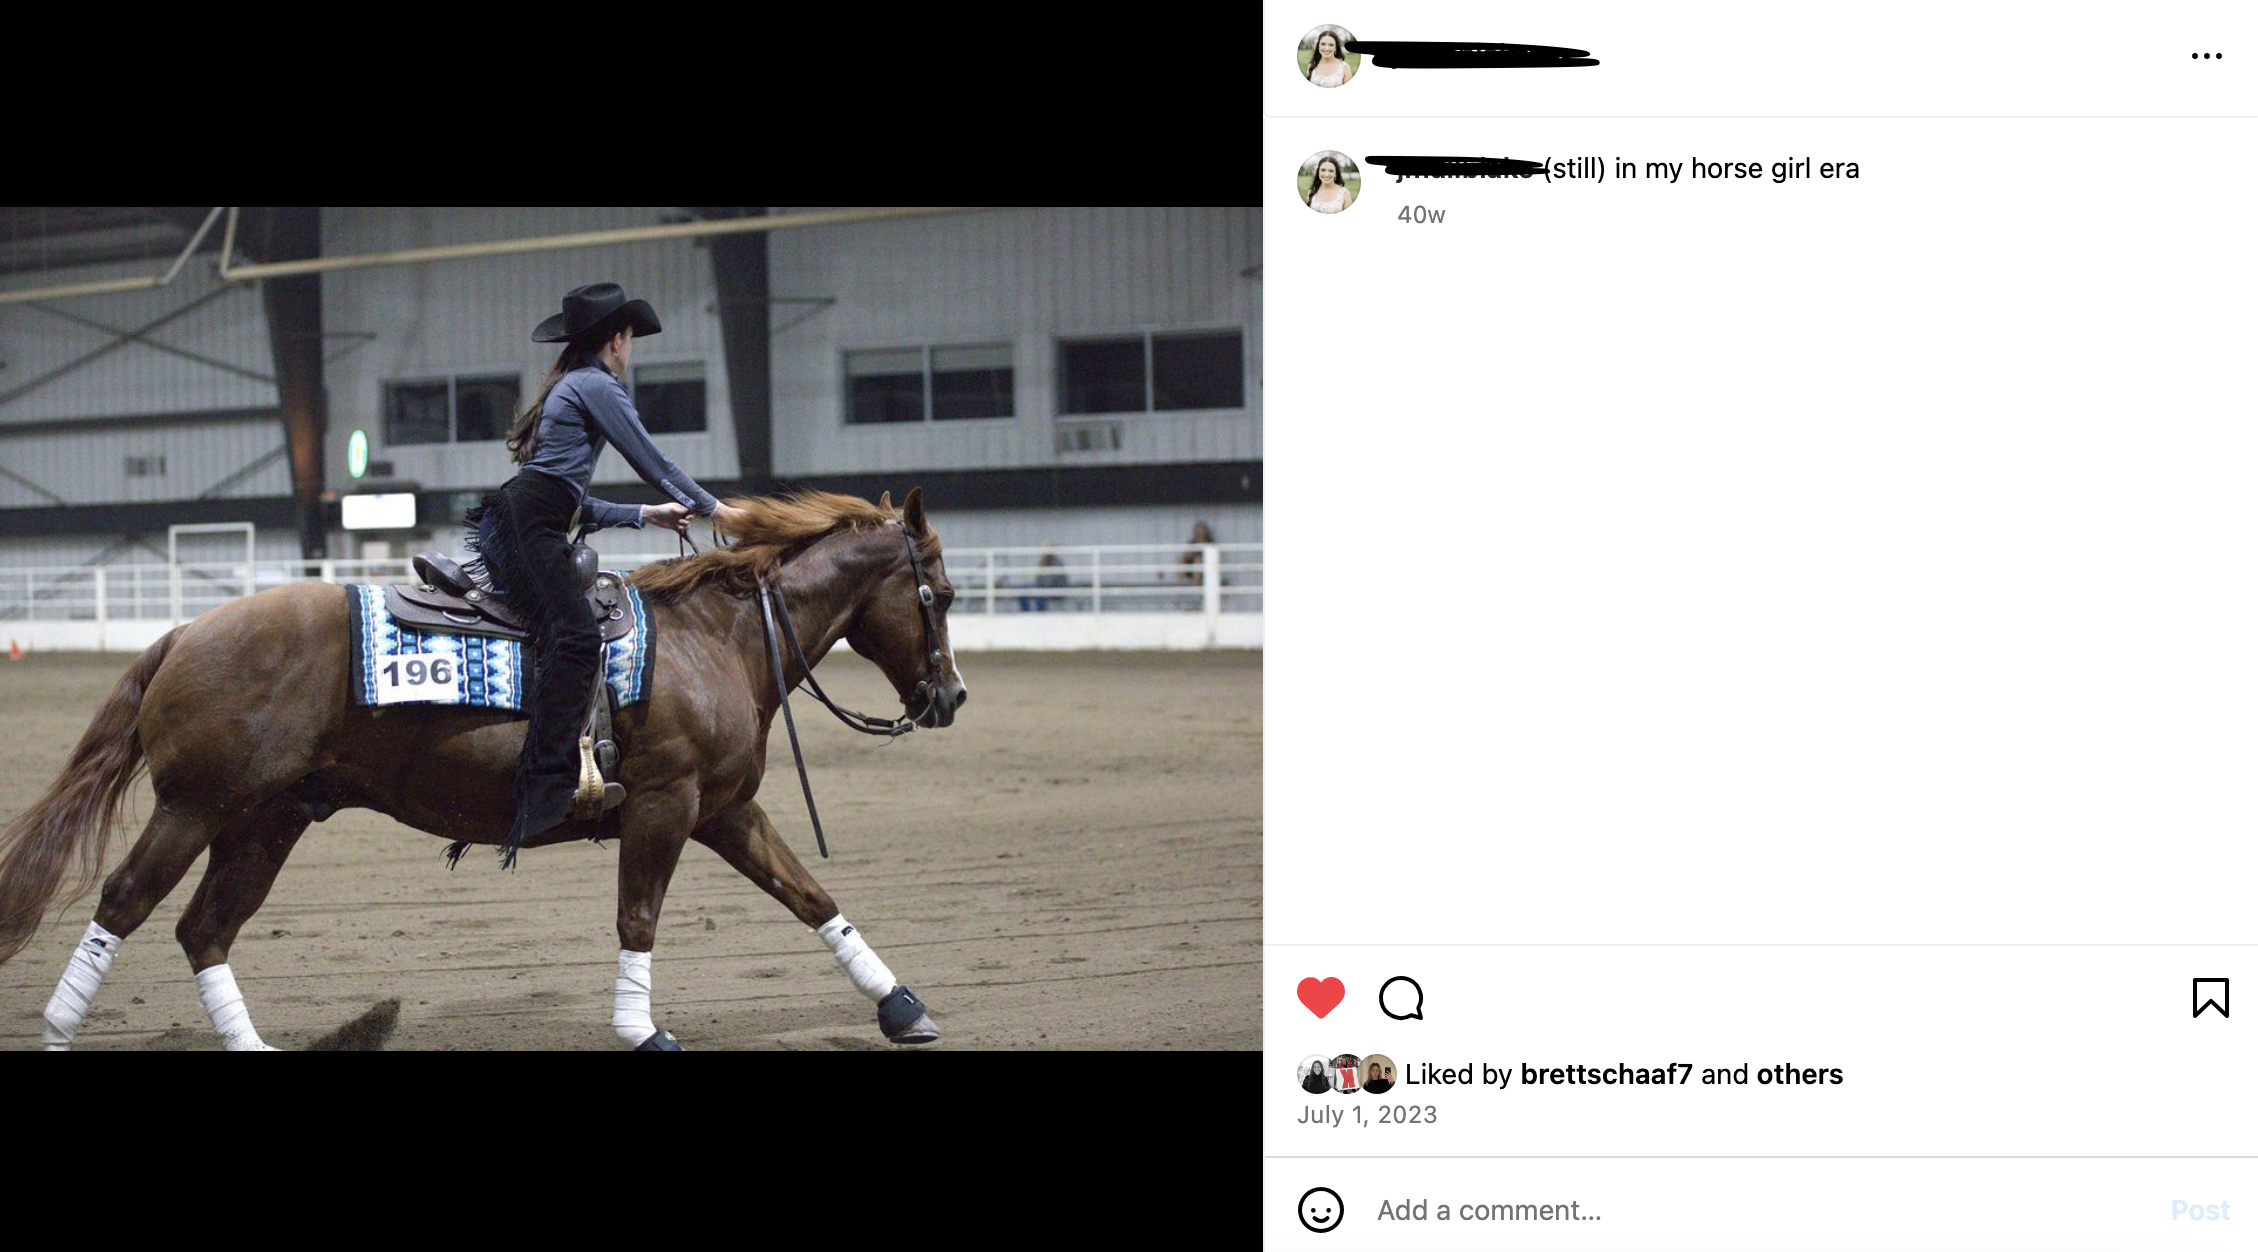 196
(still) in my horse girl era
40w
Liked by brettschaaf7 and others
July 1, 2023
Add a comment...
Post